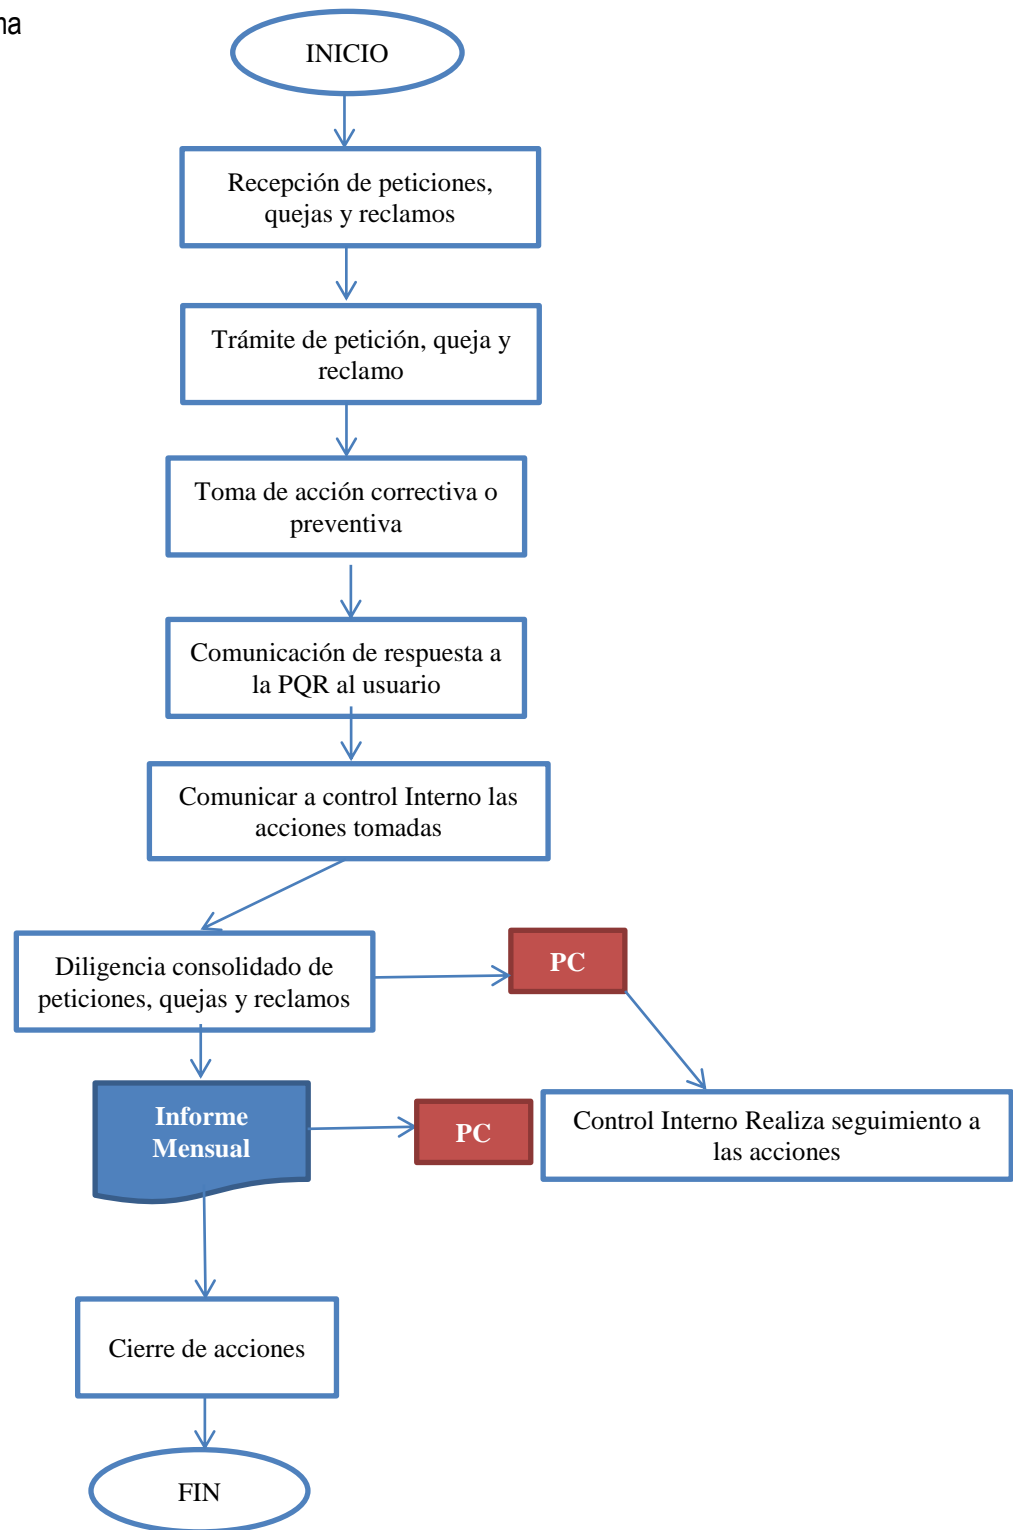 na
INICIO
Recepción de peticiones,
quejas y reclamos
Trámite de petición, queja y
reclamo
Toma de acción correctiva o
preventiva
Comunicación de respuesta a
la PQR al usuario
Comunicar a control Interno las
acciones tomadas
Diligencia consolidado de
peticiones, quejas y reclamos
PC
Informe
Mensual
PC
Control Interno Realiza seguimiento a
las acciones
Cierre de acciones
FIN